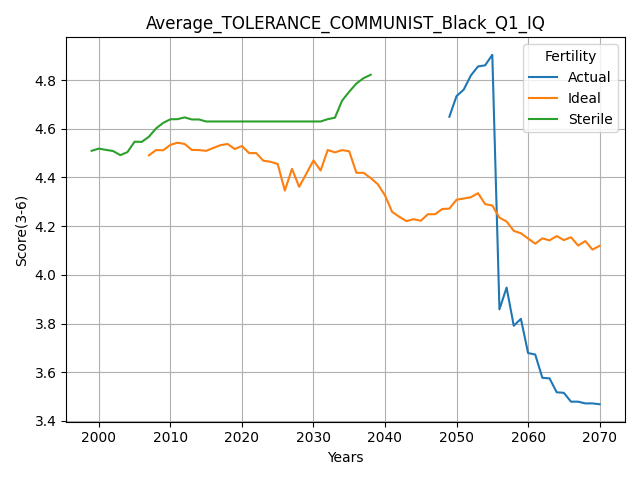 Average_TOLERANCE_COMMUNIST_Black_Q1_IQ
Fertility
Actual
Ideal
Sterile
Score(3-6)
4.8
4.6
4.4
4.2
4.0
3.8
3.6
3.4
2000 2010 2020 2030 2040 2050 2060 2070
Years